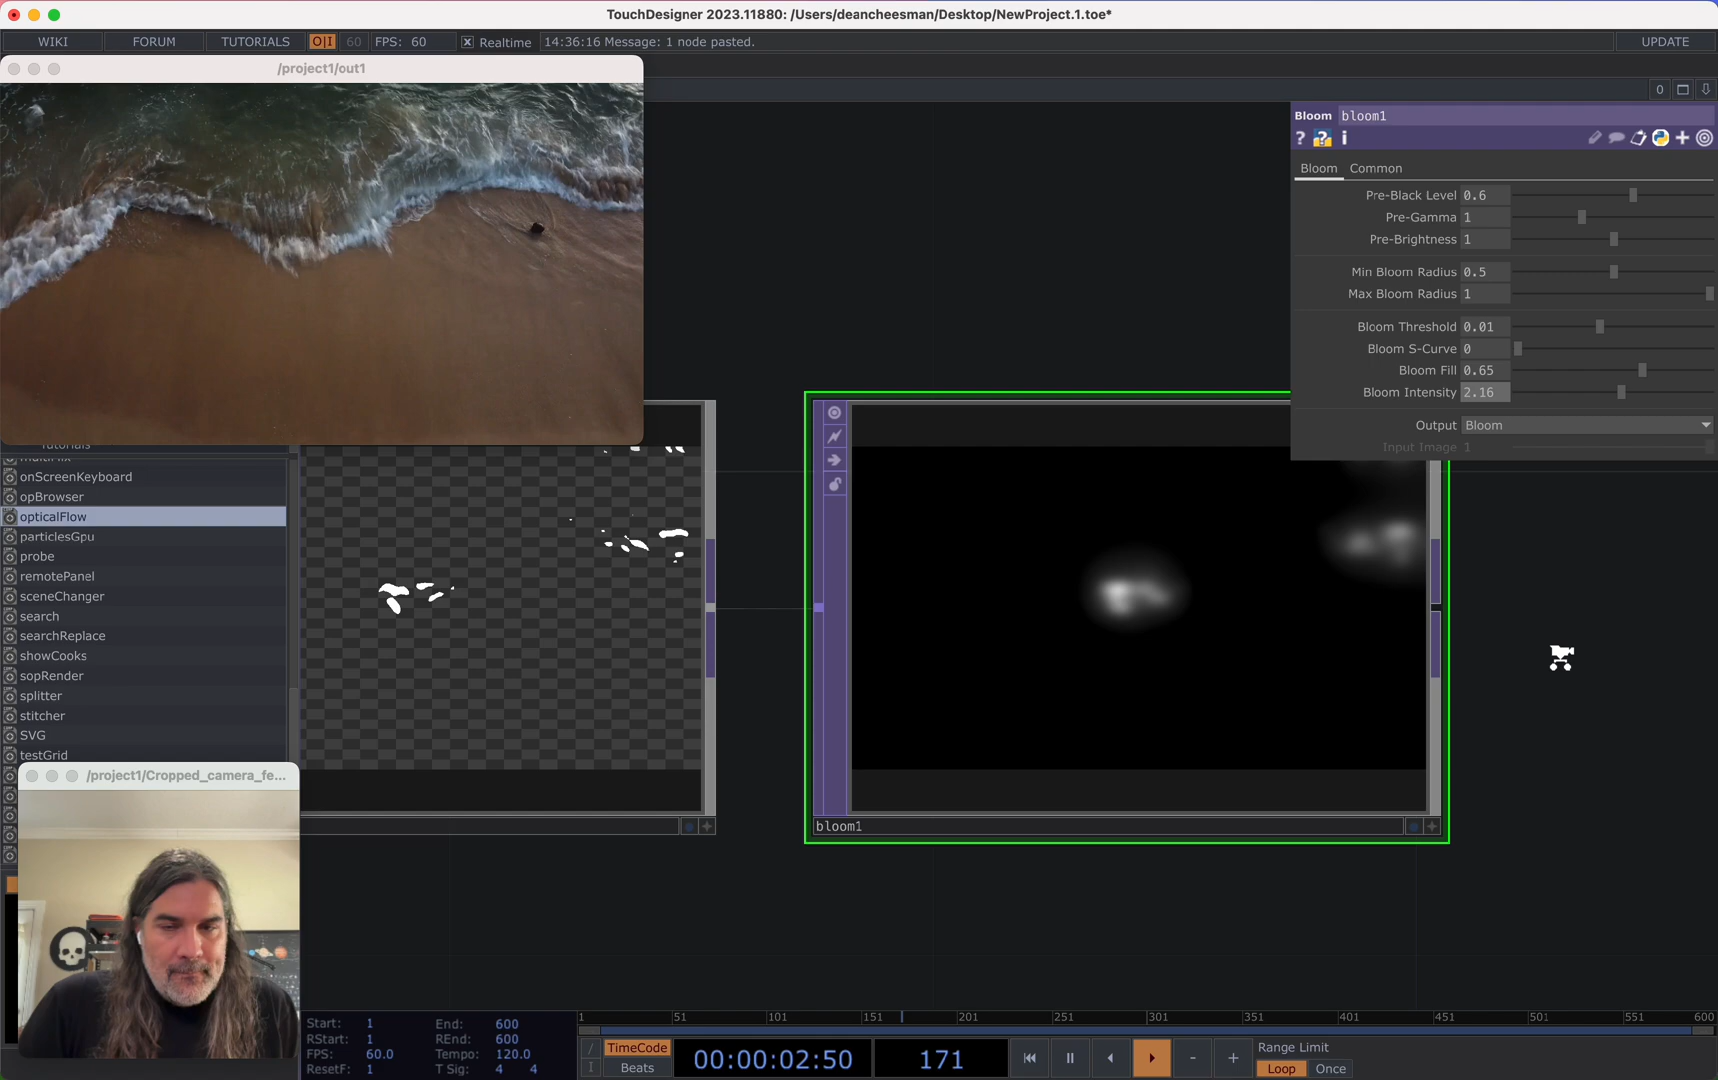 TouchDesigner 2023.11880: /Users/deancheesman/Desktop/NewProject.1.toe*
WIKI FORUM TUTORIALS O|I 60 FPS: 60 Realtime 14:36:16 Message: 1 node pasted. UPDATE
/project1/out1
0
Bloom bloom1
Bloom Common
Pre-Black Level 0.6
Pre-Gamma 1
Pre-Brightness 1
Min Bloom Radius 0.5
Max Bloom Radius 1
Bloom Threshold 0.01
Bloom S-Curve 0
Bloom Fill 0.65
Bloom Intensity 2.16
Output Bloom
Input Image 1
onScreenKeyboard
opBrowser
opticalFlow
particlesGpu
probe
remotePanel
sceneChanger
search
searchReplace
showCooks
sopRender
splitter
stitcher
SVG
testGrid
/project1/Cropped_camera_fe...
bloom1
Start: 1 End: 600
RStart: 1 REnd: 600
FPS: 60.0 Tempo: 120.0
ResetF: 1 T Sig: 4 4
1 51 101 151 201 251 301 351 401 451 501 551 600
TimeCode
Beats
00:00:02:50
171
- +
Range Limit
Loop Once